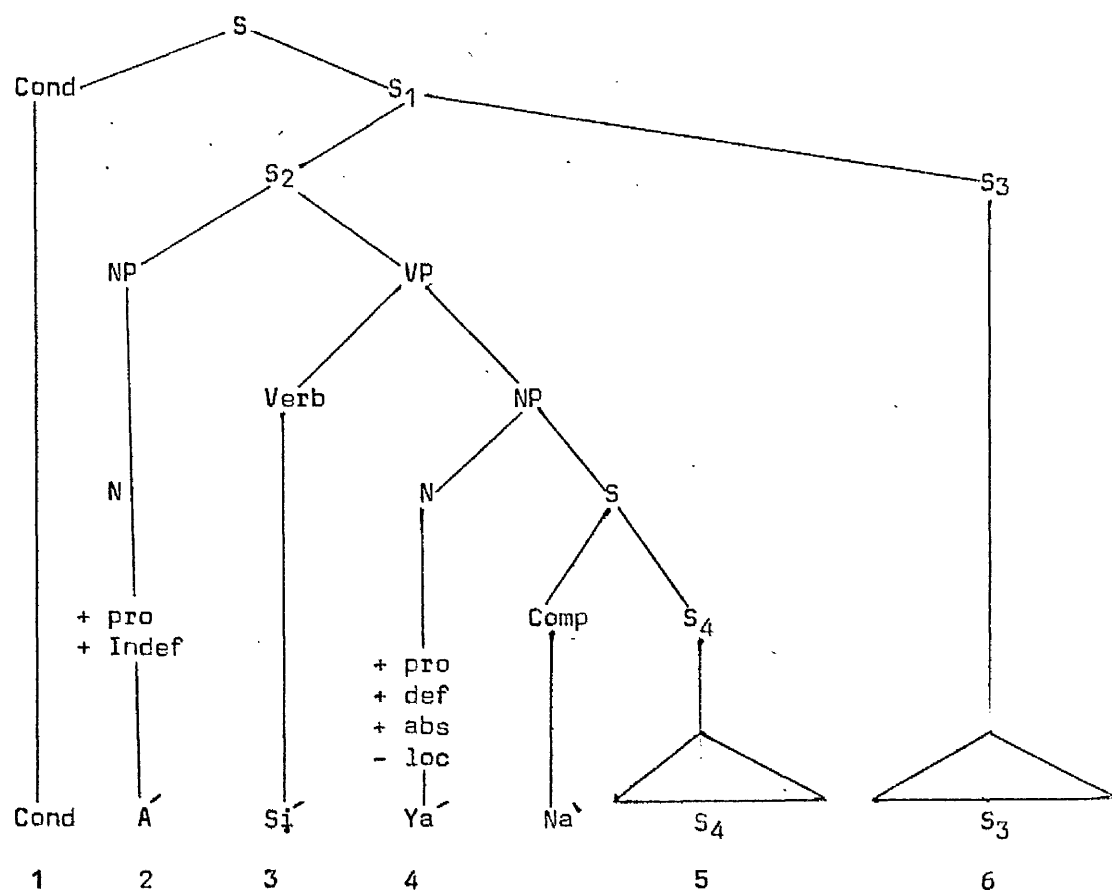 S
Cond S₁
S₂ S₃
NP VP
Verb NP
N N S
+ pro Comp S₄
+ Indef
+ pro
+ def
+ abs
- loc
Cond Á Sí̧ Yá Nà S₄ S₃
1 2 3 4 5 6